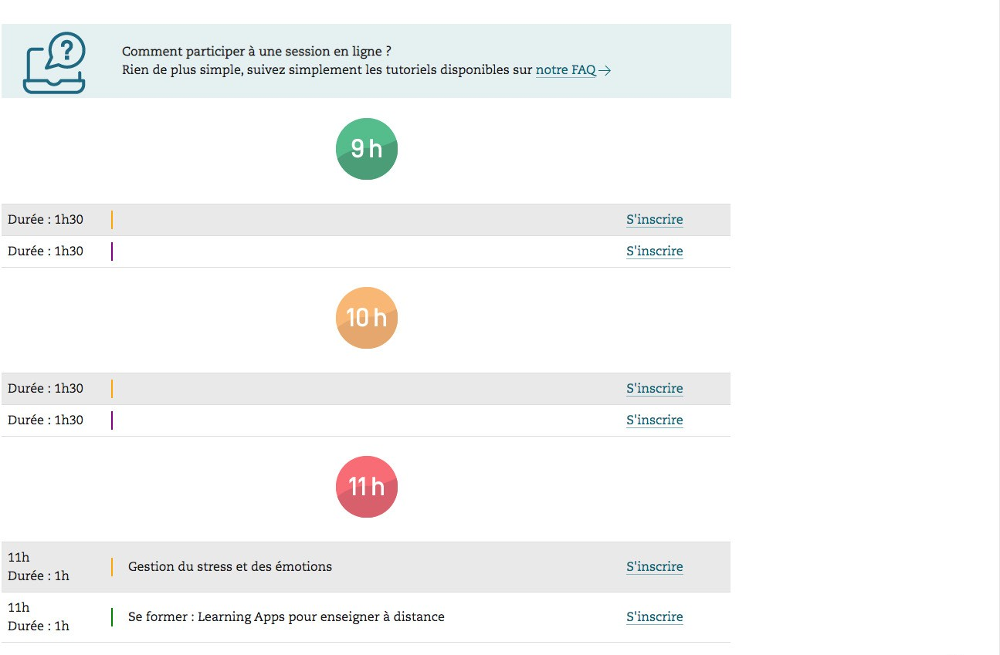 ?
Comment participer à une session en ligne ?
Rien de plus simple, suivez simplement les tutoriels disponibles sur notre FAQ→
9 h
Durée : 1h30 S'inscrire
Durée : 1h30 S'inscrire
10 h
Durée : 1h30 S'inscrire
Durée : 1h30 S'inscrire
11 h
11h
Durée : 1h
Gestion du stress et des émotions
S'inscrire
11h
Durée : 1h
Se former : Learning Apps pour enseigner à distance
S'inscrire